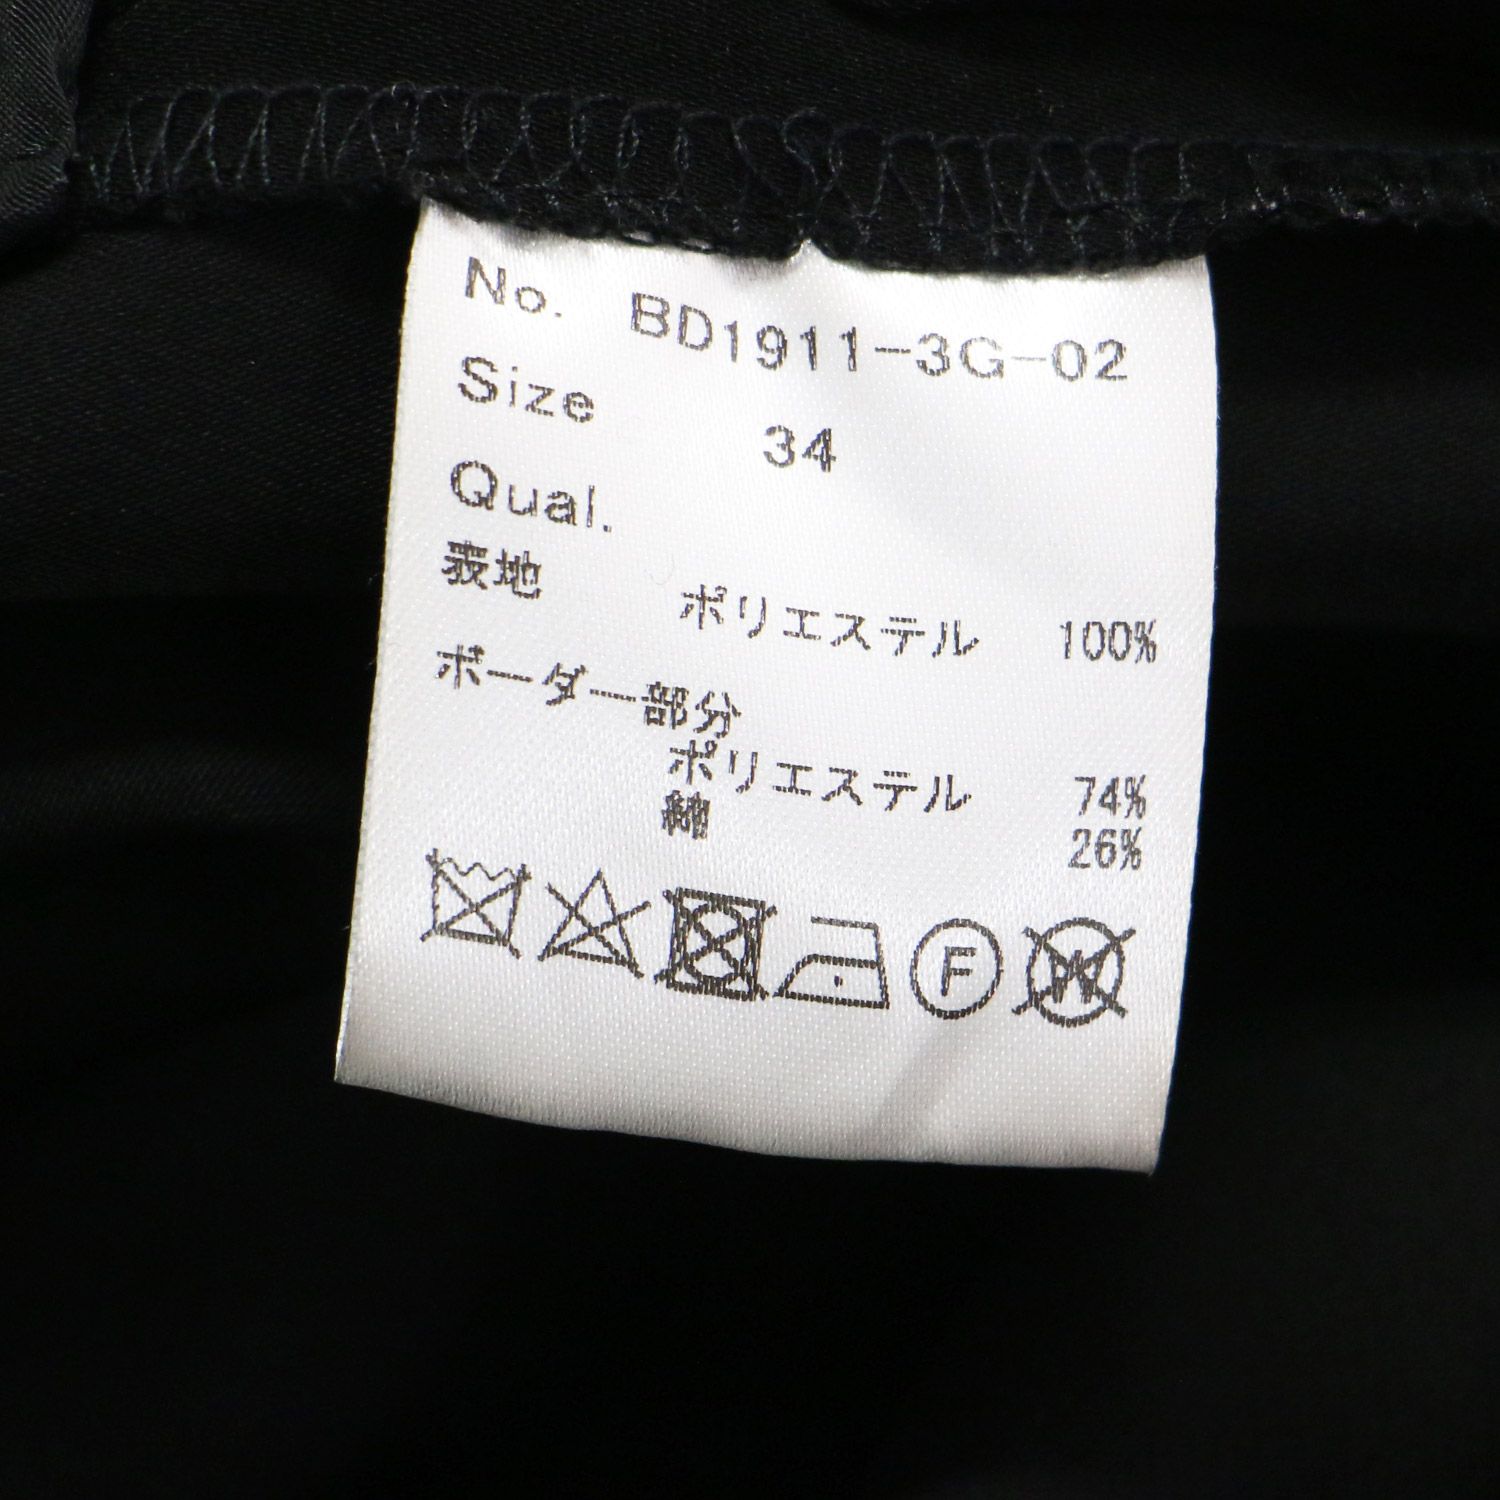 No. BD1911-3G-02
Size 34
Qual.
表地
ポリエステル 100%
ボーダー部分
ポリエステル 74%
綿 26%
F W